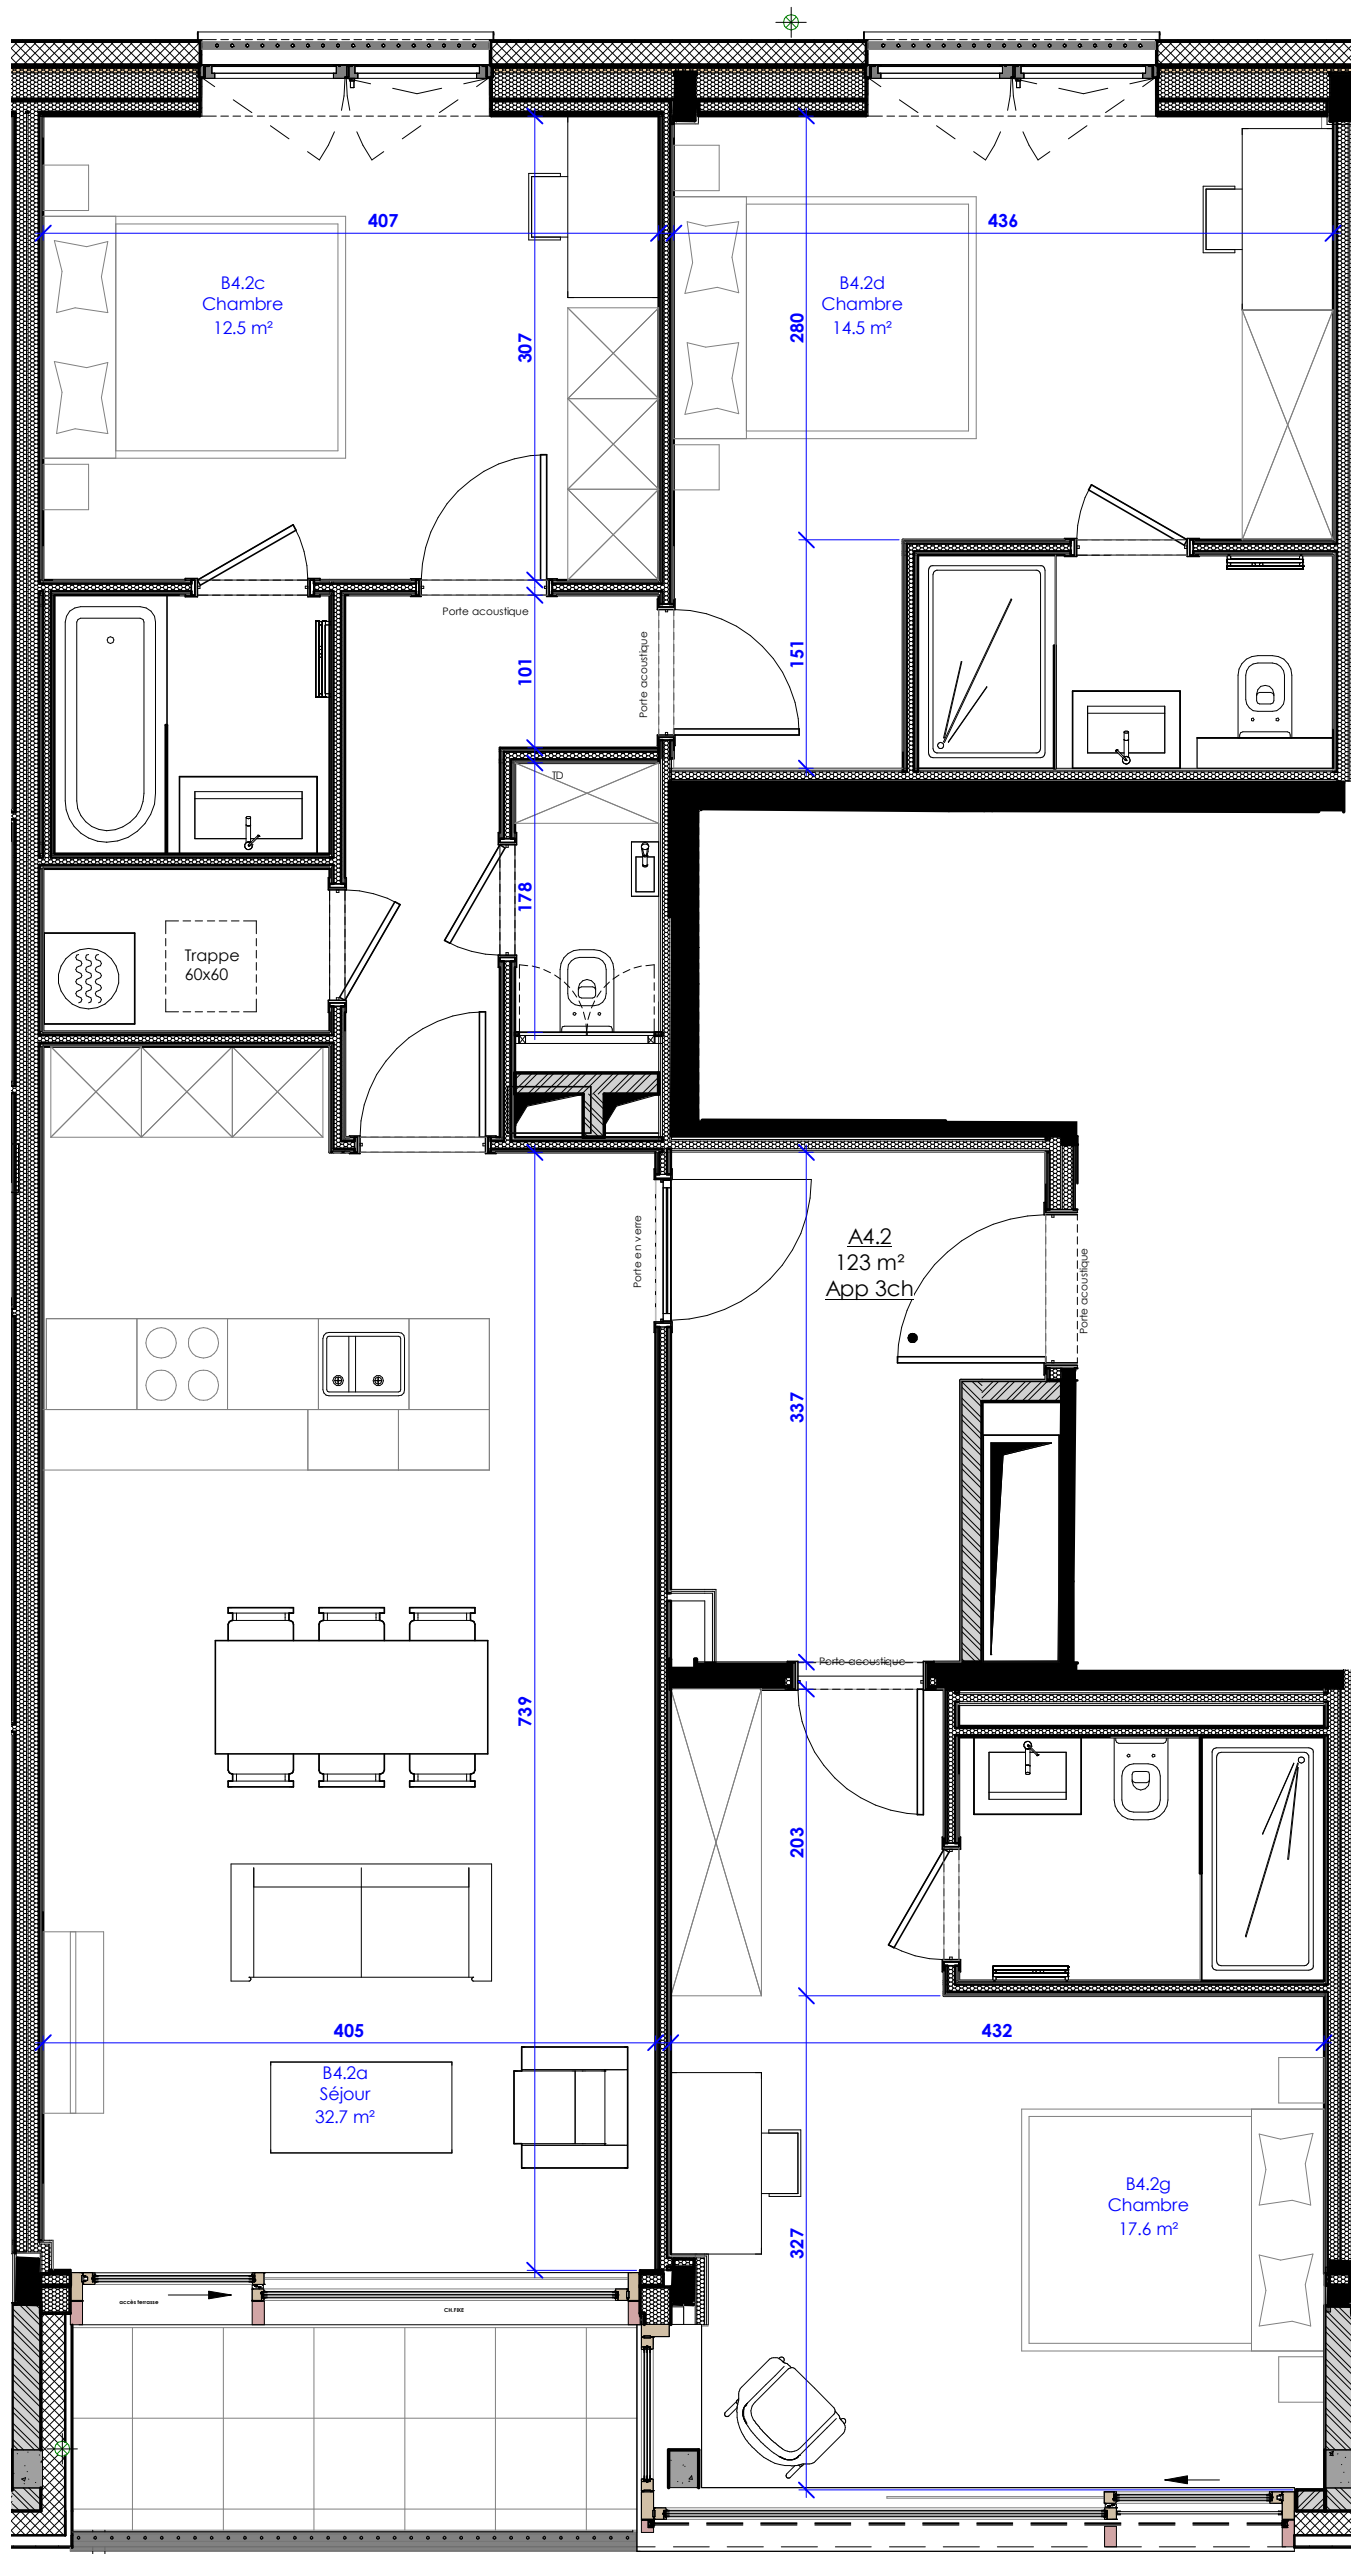 407
436
B4.2c
Chambre
12.5 m²
B4.2d
Chambre
14.5 m²
307
280
Porte acoustique
Porte acoustique
101
151
TD
178
Trappe
60x60
Porte en verre
A4.2
123 m²
App 3ch
Porte acoustique
337
Porte acoustique
739
203
405
432
B4.2a
Séjour
32.7 m²
B4.2g
Chambre
17.6 m²
327
accès terrasse
CH.FIXE